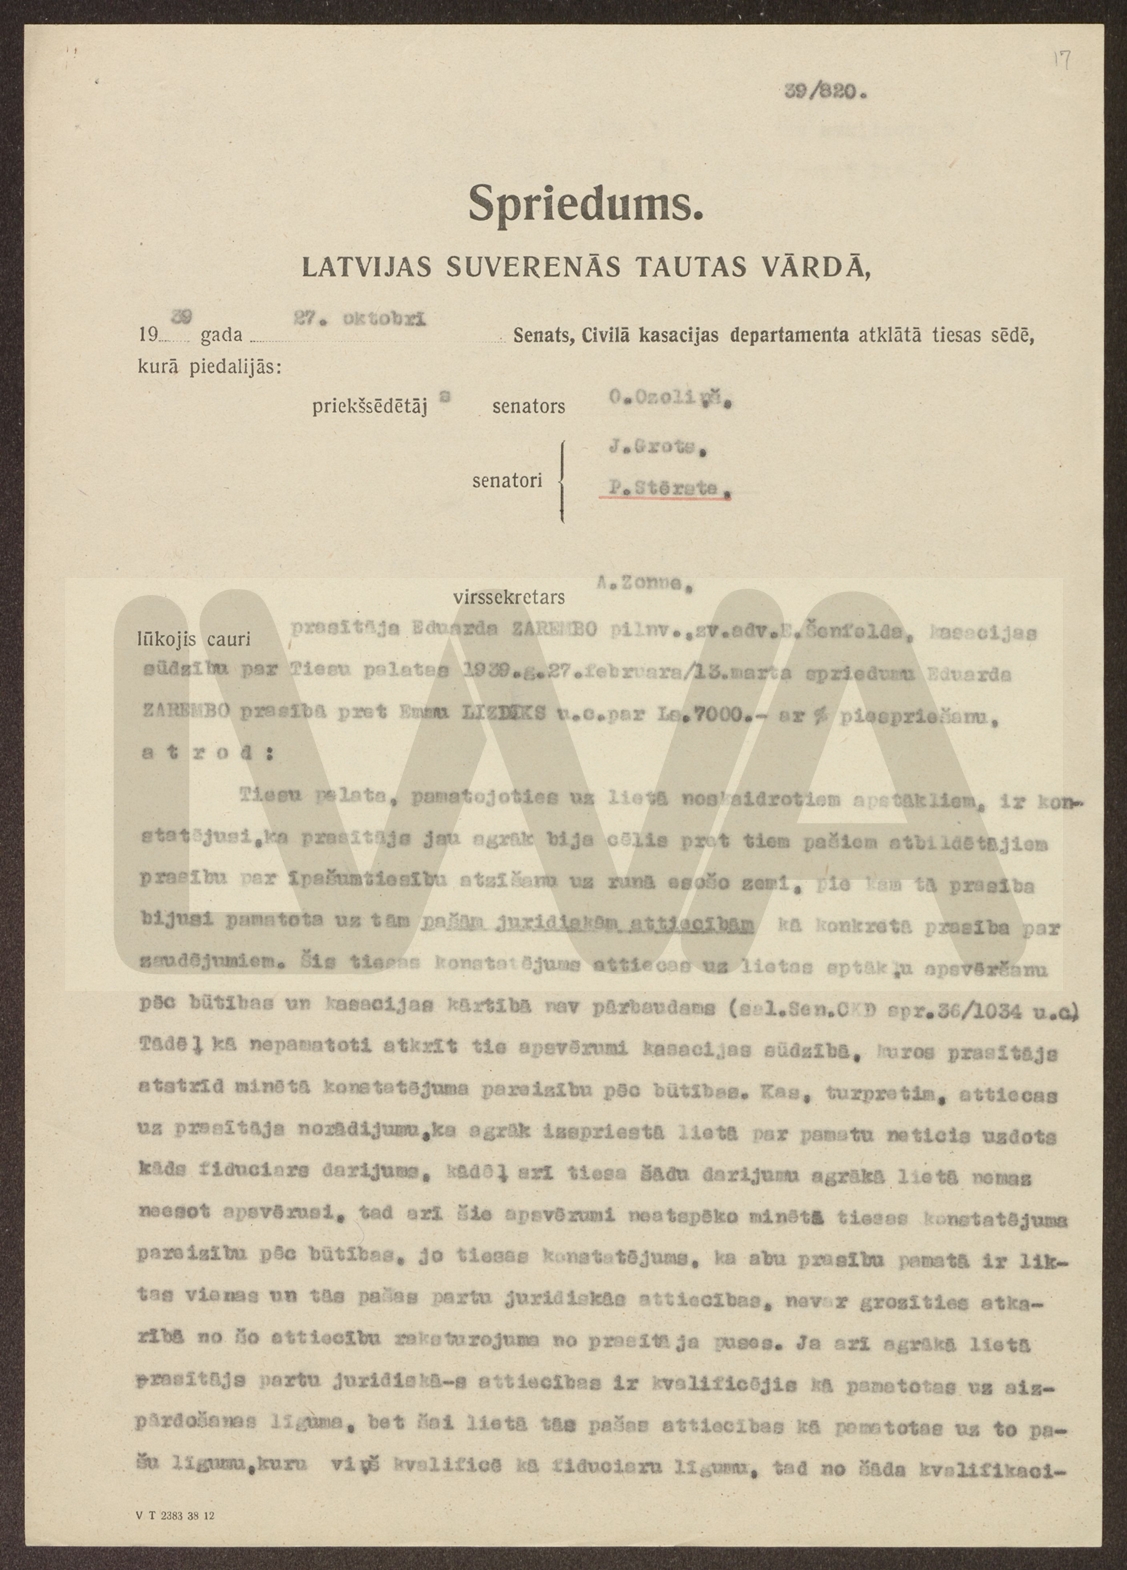 17
39/820.
Spriedums.
LATVIJAS SUVERENĀS TAUTAS VĀRDĀ,
1939 gada 27. oktobrī Senats, Civilā kasacijas departamenta atklātā tiesas sēdē,
kurā piedalijās:
priekšsēdētājs senators O.Ozoliņš,
J.Grots,
senatori
P.Stērste,
virssekretars A.Zonne,
lūkojis cauri prasītāja Eduarda ZAREMBO pilnv.,zv.adv.E.Šenfelda, kasacijas
sūdzību par Tiesu palatas 1939.g.27.februara/13.marta spriedumu Eduarda
ZAREMBO prasībā pret Emmu LIZDIKS u.c.par Ls.7000.- ar % piespriešanu,
a t r o d :
Tiesu palata, pamatojoties uz lietā noskaidrotiem apstākļiem, ir kon-
statējusi,ka prasītājs jau agrāk bija cēlis pret tiem pašiem atbildētājiem
prasību par īpašumtiesību atzīšanu uz runā esošo zemi, pie kam tā prasība
bijusi pamatota uz tām pašām juridiskām attiecībām kā konkretā prasība par
zaudējumiem. Šis tiesas konstatējums attiecas uz lietas aptākļu apsvēršanu
pēc būtības un kasacijas kārtībā nav pārbaudams (sal.Sen.CKD spr.36/1034 u.c)
Tādēļ kā nepamatoti atkrīt tie apsvērumi kasacijas sūdzībā, kuros prasītājs
atstrīd minētā konstatējuma pareizību pēc būtības. Kas, turpretim, attiecas
uz prasītāja norādijumu,ka agrāk izspriestā lietā par pamatu neticis uzdots
kāds fiduciars darijums, kādēļ arī tiesa šādu darijumu agrākā lietā nemaz
neesot apsvērusi, tad arī šie apsvērumi neatspēko minētā tiesas konstatējuma
pareizību pēc būtības, jo tiesas konstatējums, ka abu prasību pamatā ir lik-
tas vienas un tās pašas partu juridiskās attiecības, nevar grozīties atka-
rībā no šo attiecību raksturojuma no prasītāja puses. Ja arī agrākā lietā
prasītājs partu juridiskā-s attiecības ir kvalificējis kā pamatotas uz aiz-
pārdošanas līguma, bet šai lietā tās pašas attiecības kā pamatotas uz to pa-
šu līgumu,kuru viņš kvalificē kā fiduciaru līgumu, tad no šāda kvalifikaci-
V T 2383 38 12
LVVA